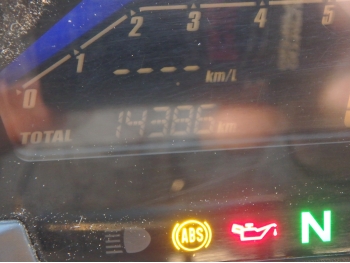 0 1 2 3 4 5
---- km/L
TOTAL 14386 km
ABS N